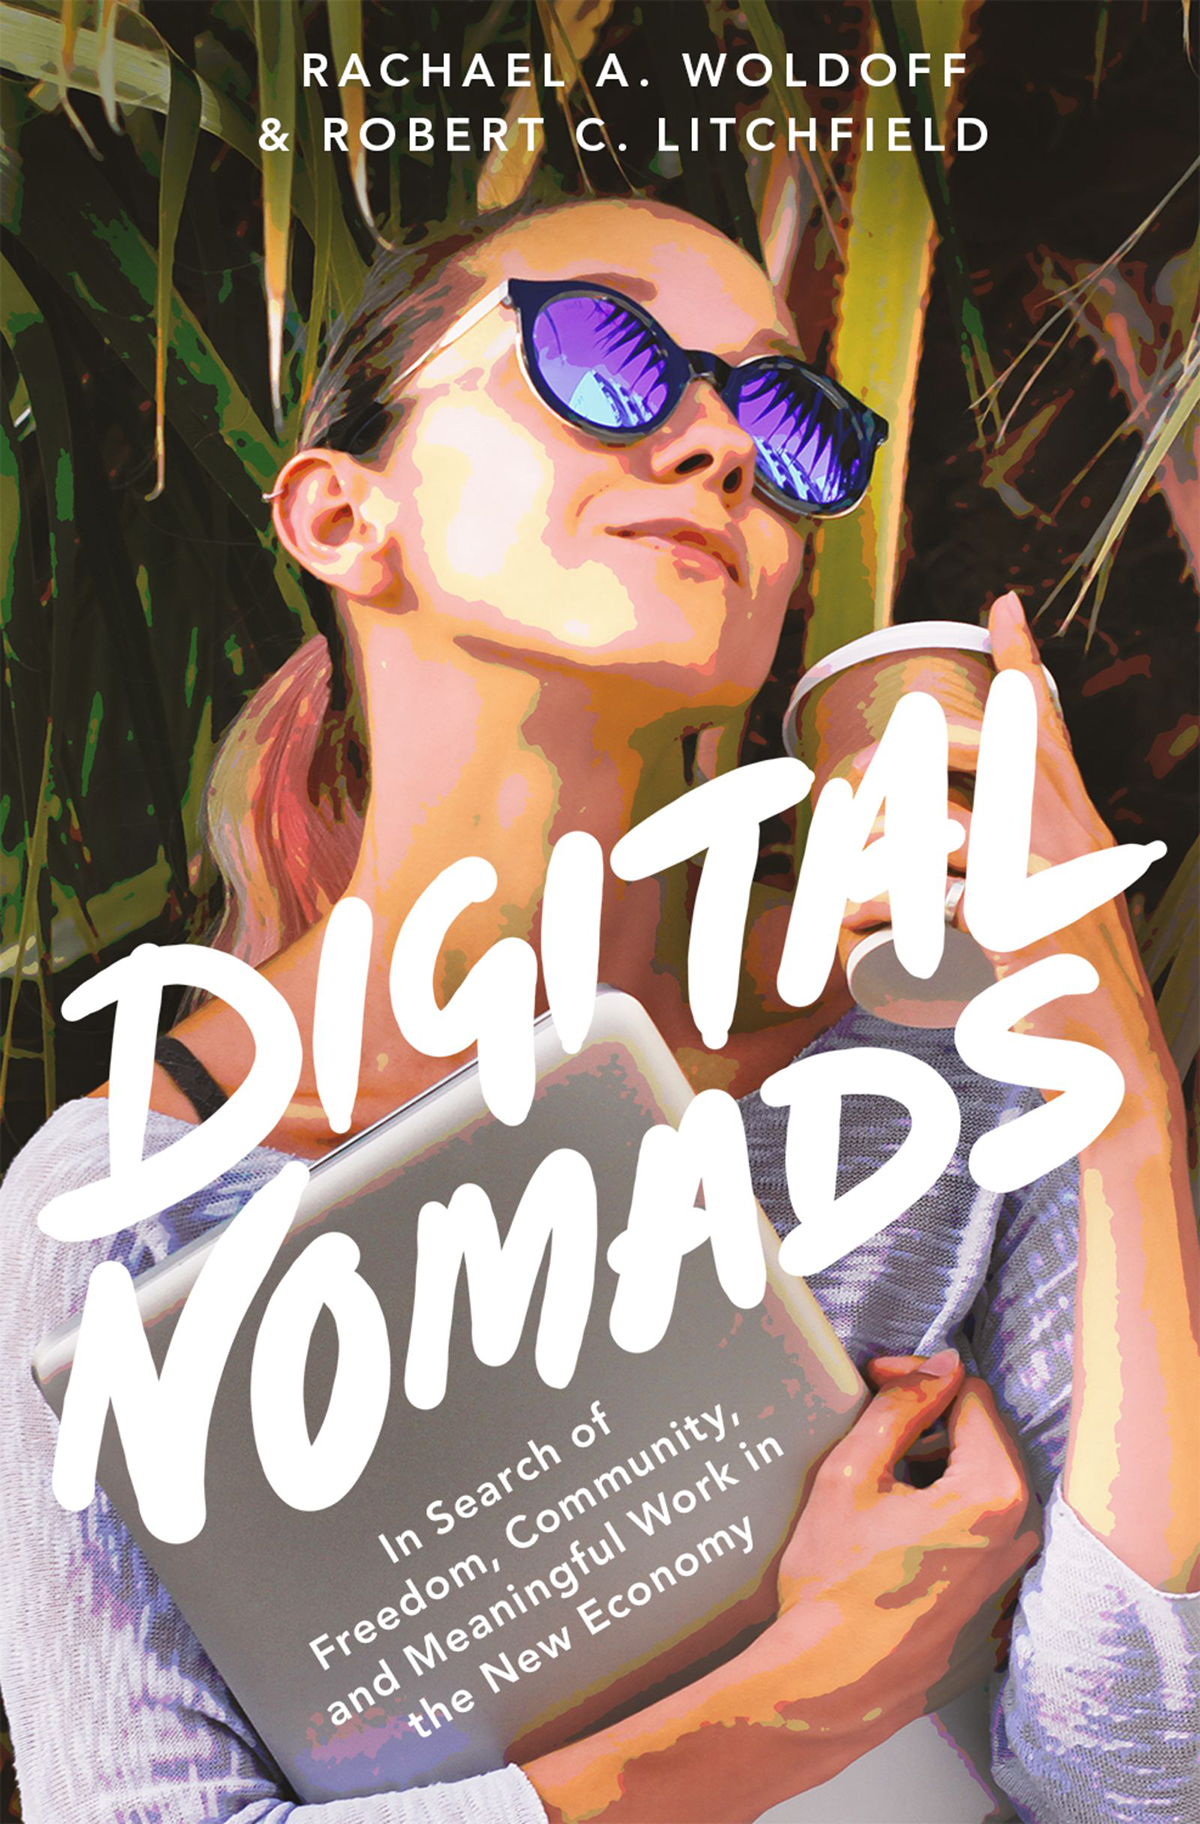 RACHAEL A. WOLDOFF
& ROBERT C. LITCHFIELD
DIGITAL
NOMADS
In Search of
Freedom, Community,
and Meaningful Work in
the New Economy